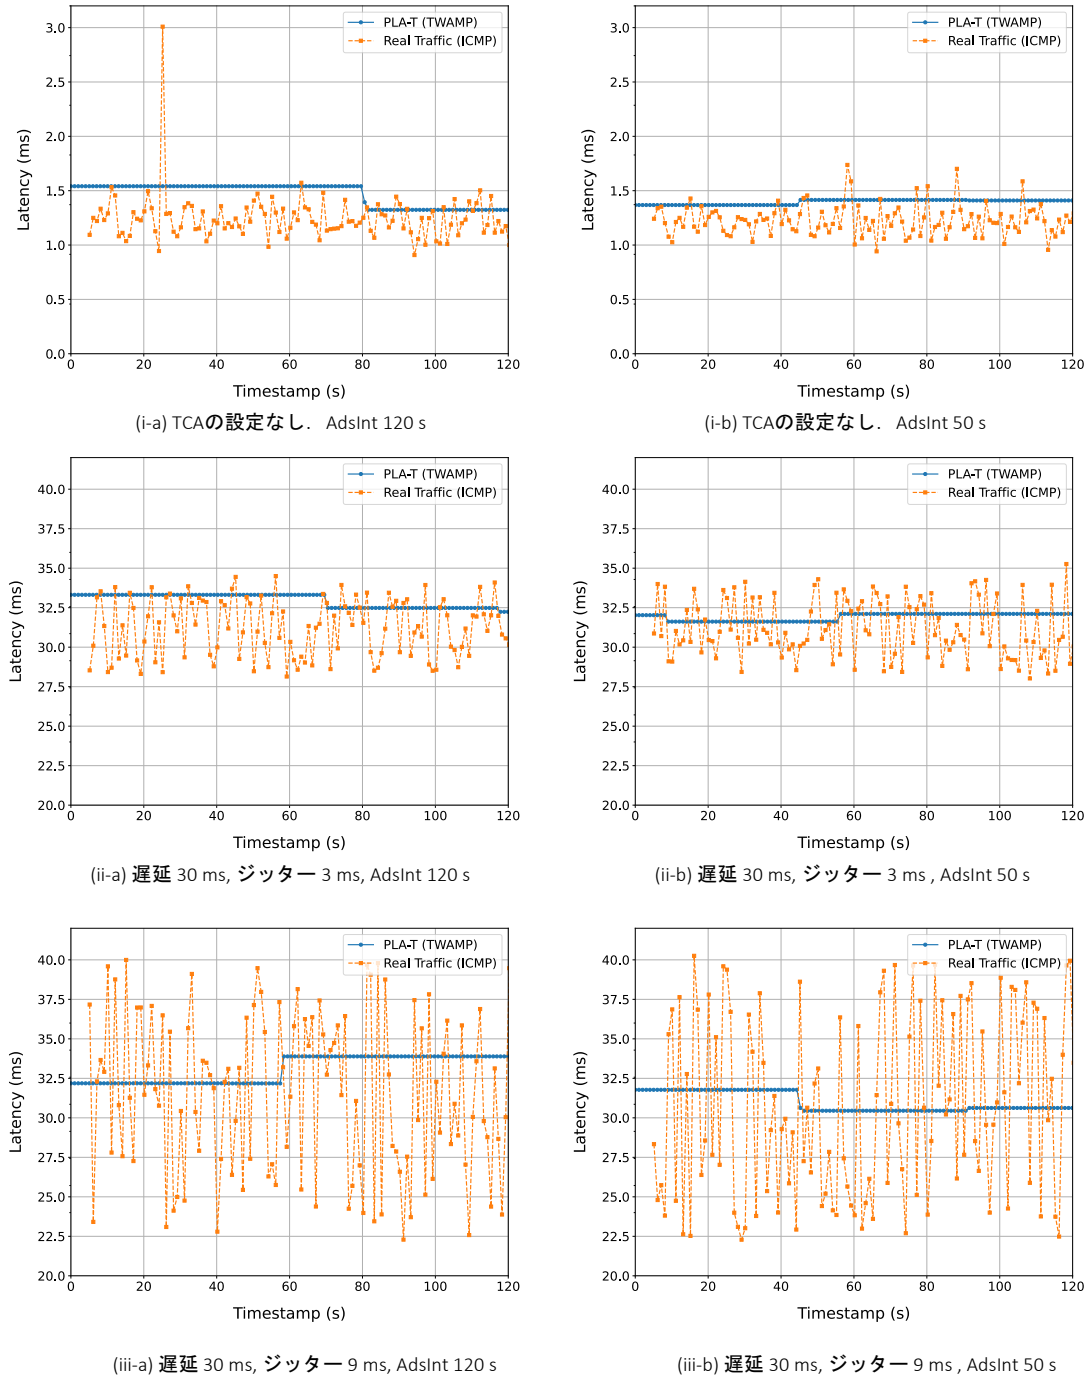 3.0
2.5
2.0
1.5
1.0
0.5
0.0
Latency (ms)
PLA-T (TWAMP)
Real Traffic (ICMP)
0 20 40 60 80 100 120
Timestamp (s)
(i-a) TCAの設定なし． AdsInt 120 s
3.0
2.5
2.0
1.5
1.0
0.5
0.0
Latency (ms)
PLA-T (TWAMP)
Real Traffic (ICMP)
0 20 40 60 80 100 120
Timestamp (s)
(i-b) TCAの設定なし． AdsInt 50 s
40.0
37.5
35.0
32.5
30.0
27.5
25.0
22.5
20.0
Latency (ms)
PLA-T (TWAMP)
Real Traffic (ICMP)
0 20 40 60 80 100 120
Timestamp (s)
(ii-a) 遅延 30 ms, ジッター 3 ms, AdsInt 120 s
40.0
37.5
35.0
32.5
30.0
27.5
25.0
22.5
20.0
Latency (ms)
PLA-T (TWAMP)
Real Traffic (ICMP)
0 20 40 60 80 100 120
Timestamp (s)
(ii-b) 遅延 30 ms, ジッター 3 ms , AdsInt 50 s
40.0
37.5
35.0
32.5
30.0
27.5
25.0
22.5
20.0
Latency (ms)
PLA-T (TWAMP)
Real Traffic (ICMP)
0 20 40 60 80 100 120
Timestamp (s)
(iii-a) 遅延 30 ms, ジッター 9 ms, AdsInt 120 s
40.0
37.5
35.0
32.5
30.0
27.5
25.0
22.5
20.0
Latency (ms)
PLA-T (TWAMP)
Real Traffic (ICMP)
0 20 40 60 80 100 120
Timestamp (s)
(iii-b) 遅延 30 ms, ジッター 9 ms , AdsInt 50 s